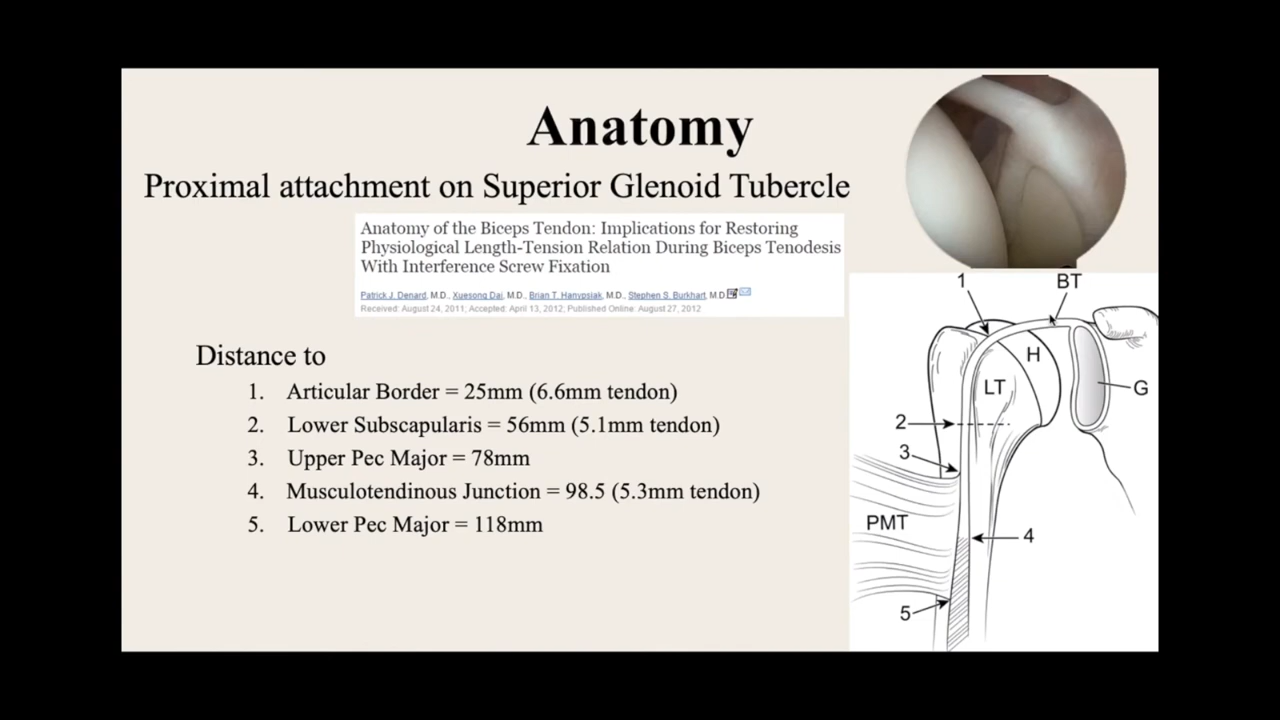 Anatomy
Proximal attachment on Superior Glenoid Tubercle
Anatomy of the Biceps Tendon: Implications for Restoring
Physiological Length-Tension Relation During Biceps Tenodesis
With Interference Screw Fixation
Patrick J. Denard, M.D., Xuesong Dai, M.D., Brian T. Hanypsiak, M.D., Stephen S. Burkhart, M.D.
Received: August 24, 2011; Accepted: April 13, 2012; Published Online: August 27, 2012
Distance to
1. Articular Border = 25mm (6.6mm tendon)
2. Lower Subscapularis = 56mm (5.1mm tendon)
3. Upper Pec Major = 78mm
4. Musculotendinous Junction = 98.5 (5.3mm tendon)
5. Lower Pec Major = 118mm
1
BT
H
LT
G
2
3
PMT
4
5